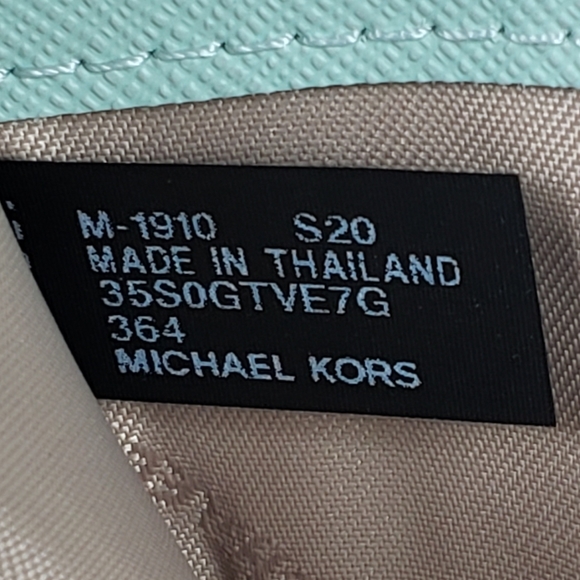 M-1910 S20
MADE IN THAILAND
35S0GTVE7G
364
MICHAEL KORS